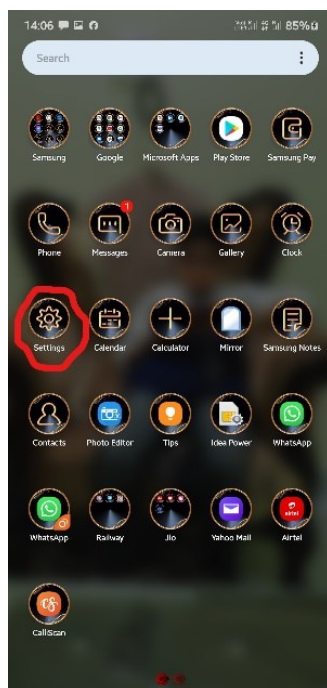 14:06 85%
Search
Samsung Google Microsoft Apps Play Store Samsung Pay
Phone Messages Camera Gallery Clock
1
Settings Calendar Calculator Mirror Samsung Notes
Contacts Photo Editor Tips Idea Power WhatsApp
WhatsApp Railway Jio Yahoo Mail Airtel
airtel
CalliScan